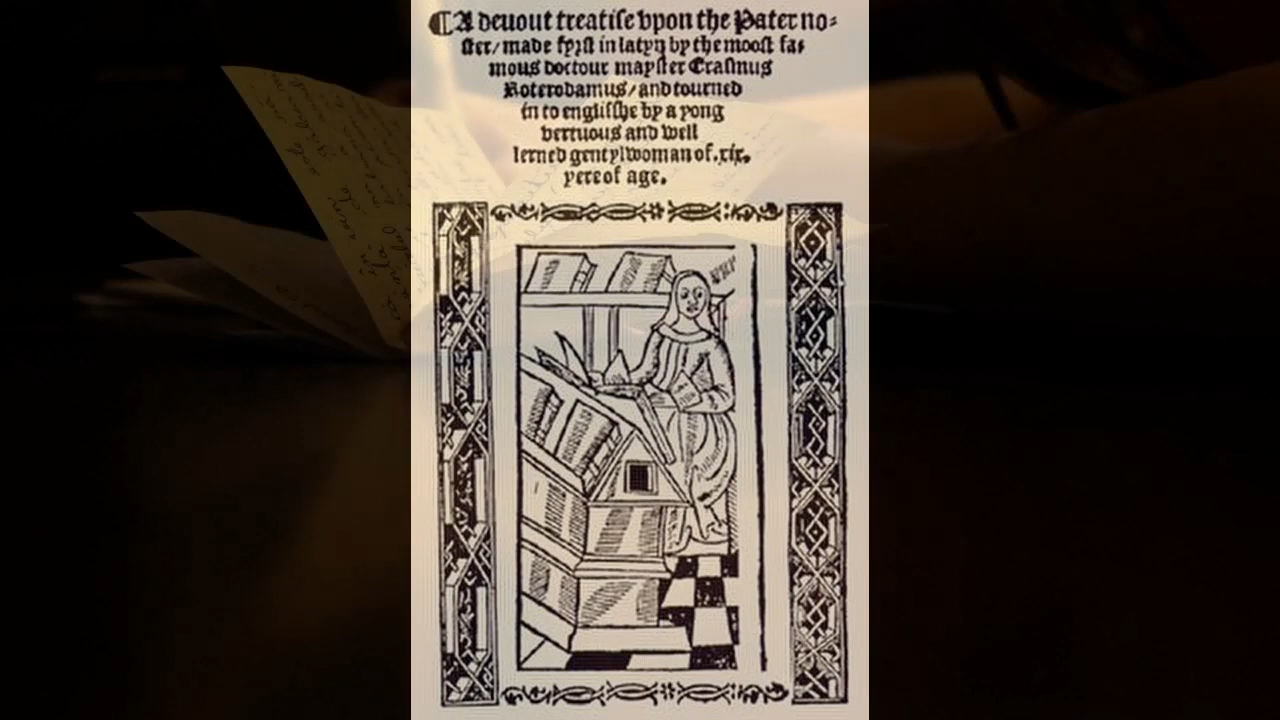 ¶A deuout treatise vpon the Pater no=
ster/ made fyrst in latyn by the moost fa=
mous doctour mayster Erasmus
Roterodamus/ and tourned
in to englisshe by a yong
vertuous and well
lerned gentylwoman of .xix.
yere of age.